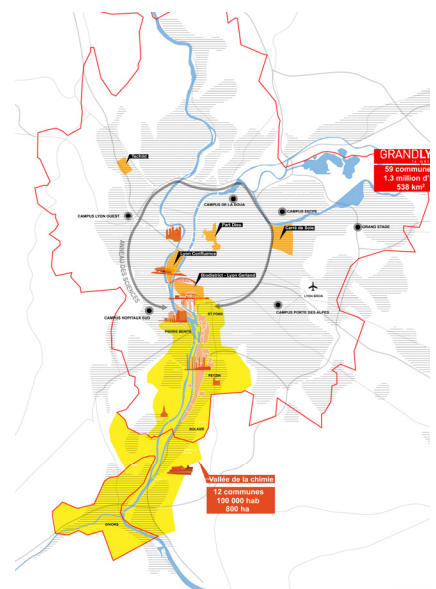 GRANDLY
59 commune
1.3 million d'
538 km²
Techlid
CAMPUS DE LA DOUA
CAMPUS LYON OUEST
CAMPUS EKOPE
Part Dieu
Carré de Soie
GRAND STADE
ANNEAU DES SCIENCES
Lyon Confluence
Biodistrict - Lyon Gerland
LYON BRON
CAMPUS HOPITAUX SUD
ST FONS
CAMPUS PORTE DES ALPES
PIERRE BENITE
FEYZIN
SOLAIZE
Vallée de la chimie
12 communes
100 000 hab
800 ha
GIVORS